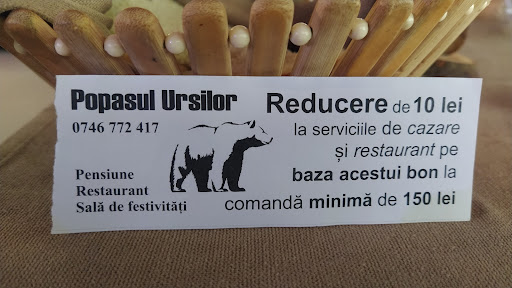 Popasul Ursilor
0746 772 417
Pensiune
Restaurant
Sală de festivități
Reducere de 10 lei
la serviciile de cazare
și restaurant pe
baza acestui bon la
comandă minimă de 150 lei